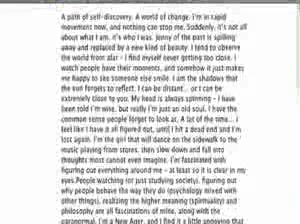 A path of self-discovery. A world of change. I'm in rapid
movement now, and nothing can stop me. Suddenly, it's not all
about what I am, it's who I was. Jenny of the past is spilling
away and replaced by a new kind of beauty. I tend to observe
the world from afar - I find myself never getting too close. I
watch people have their moments, and somehow it just makes
me happy to see someone else smile. I am the shadows that
the sun forgets to reflect. I can be distant... or I can be
extremely close to you. My head is always spinning - I have
been told I'm wise, but really I'm just an old soul. I have the
common sense people forget to look at. A lot of the time... I
feel like I have it all figured out, until I hit a dead end and I'm
lost again. I'm the girl that will dance on the sidewalk to the
music playing from stores, then slow down and fall into
thoughts most cannot even imagine. I'm fascinated with
figuring out everything around me - at least so it is clear in my
eyes. People watching (or just studying society), figuring out
why people behave the way they do (psychology mixed with
other things), realizing the higher meaning (spirituality) and
philosophy are all fascinations of mine, along with the
paranormal. I'm a New Ager, and I find it a little annoying that